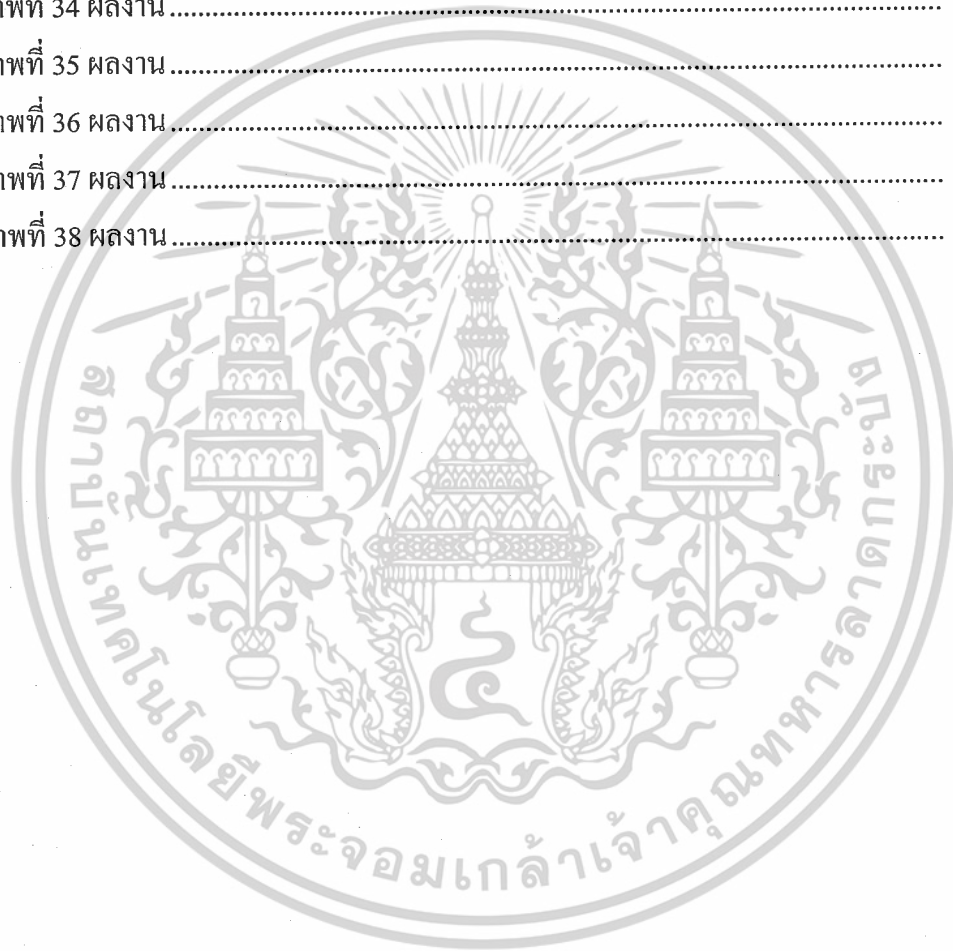 าพที่ 34 ผลงาน
าพที่ 35 ผลงาน
าพที่ 36 ผลงาน
าพที่ 37 ผลงาน
าพที่ 38 ผลงาน
สถาบันเทคโนโลยีพระจอมเกล้าเจ้าคุณทหารลาดกระบัง
๔